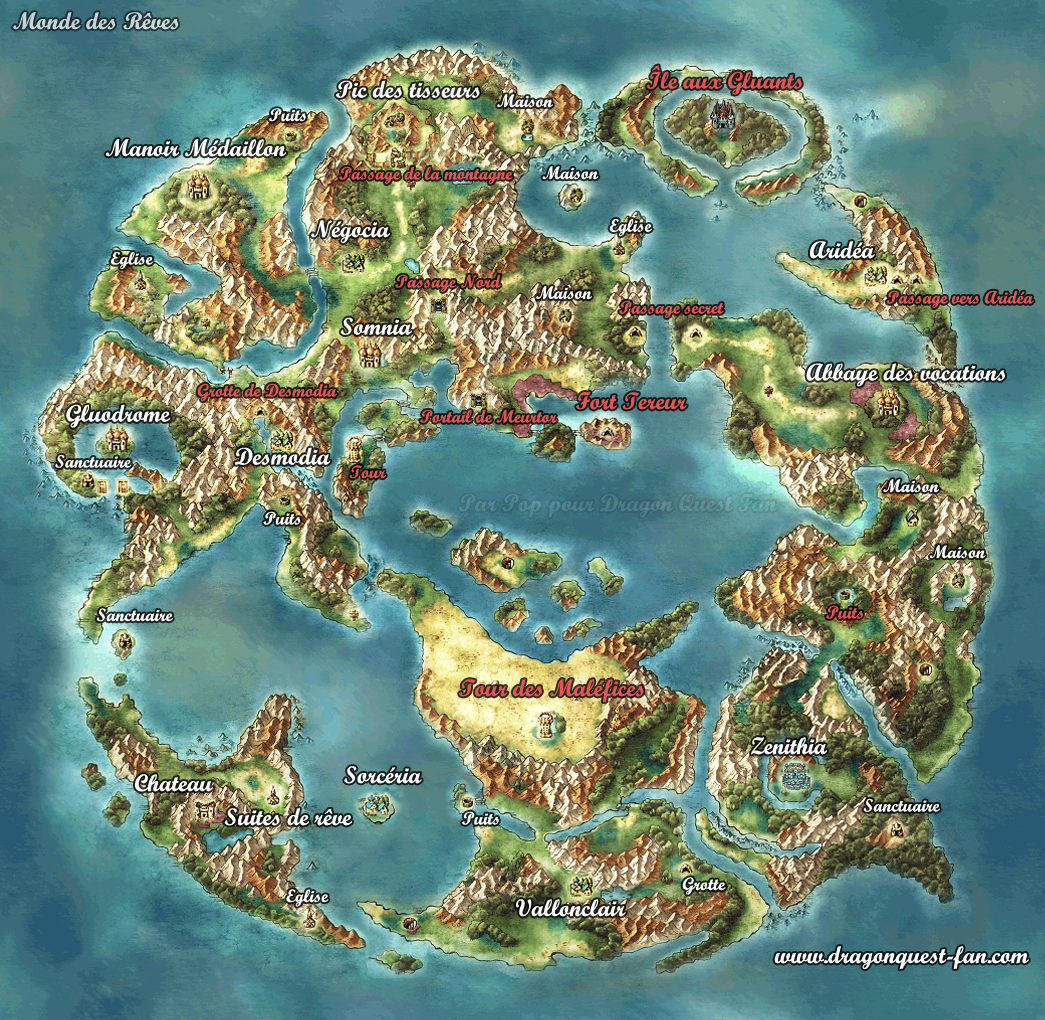 Monde des Rêves
Île aux Gluants
Pic des tisseurs
Maison
Puits
Manoir Médaillon
Passage de la montagne
Maison
Négocia
Eglise
Aridéa
Eglise
Passage Nord
Maison
Passage vers Aridéa
Passage secret
Somnia
Abbaye des vocations
Grotte de Desmodia
Fort Tereur
Gluodrome
Portail de Meurtor
Desmodia
Sanctuaire
Tour
Maison
Par Pop pour Dragon Quest Fan
Puits
Maison
Sanctuaire
Puits
Tour des Maléfices
Zenithia
Sorcéria
Chateau
Sanctuaire
Suites de rêve
Puits
Grotte
Eglise
Vallonclair
www.dragonquest-fan.com